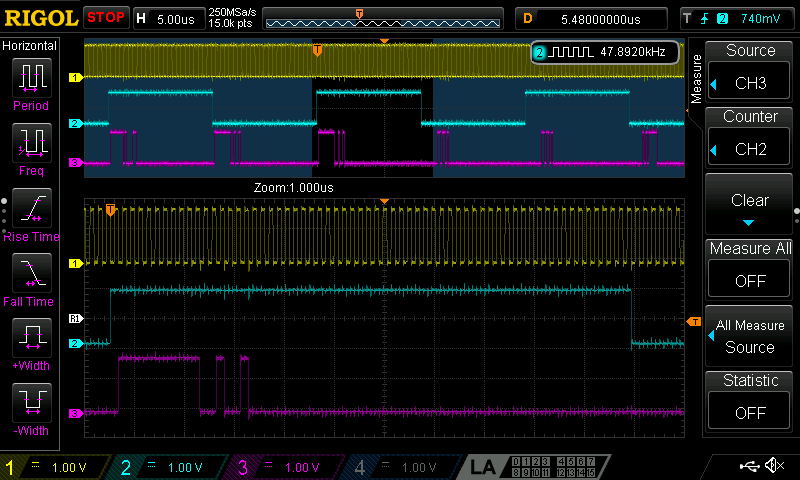 RIGOL STOP H 5.00us 250MSa/s 15.0k pts D 5.48000000us T 2 740mV
Horizontal
Period
Freq
Rise Time
Fall Time
+Width
-Width
T
2 47.8920kHz
1
2
3
Zoom:1.000us
T
1
R1
2
3
T
Measure
Source
CH3
Counter
CH2
Clear
Measure All
OFF
All Measure
Source
Statistic
OFF
1 1.00 V 2 1.00 V 3 1.00 V 4 1.00 V LA 0 1 2 3 4 5 6 7
8 9 10 11 12 13 14 15